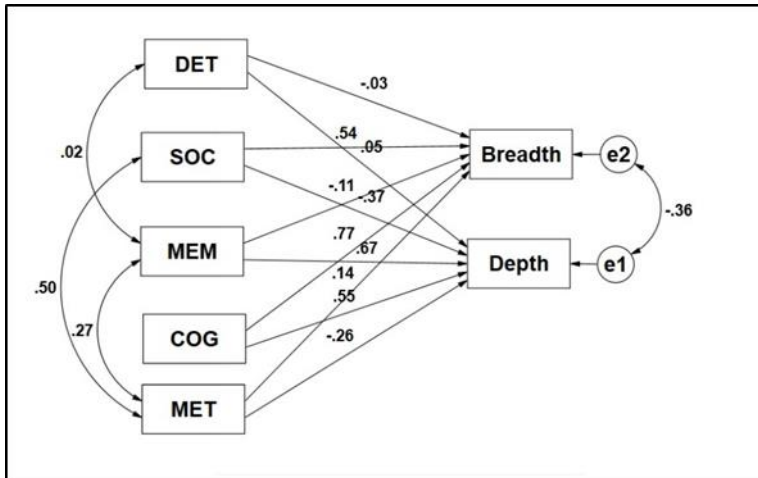 DET
-.03
.54
.05
SOC
Breadth
e2
.02
-.11
-.37
-.36
MEM
.77
.67
Depth
e1
.14
.50
.55
.27
COG
-.26
MET